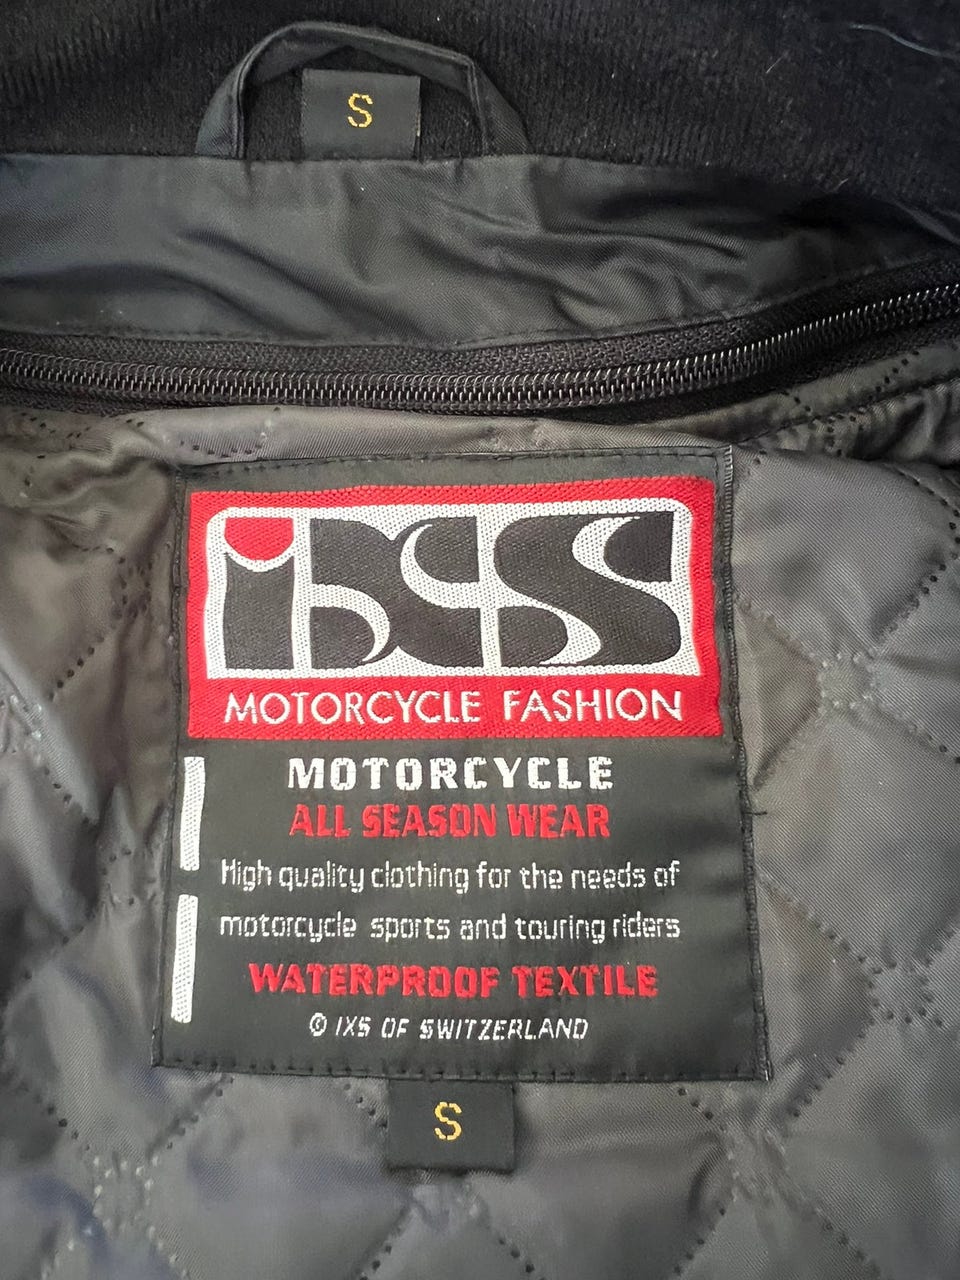 S
iXS
MOTORCYCLE FASHION
MOTORCYCLE
ALL SEASON WEAR
High quality clothing for the needs of
motorcycle sports and touring riders
WATERPROOF TEXTILE
© IXS OF SWITZERLAND
S